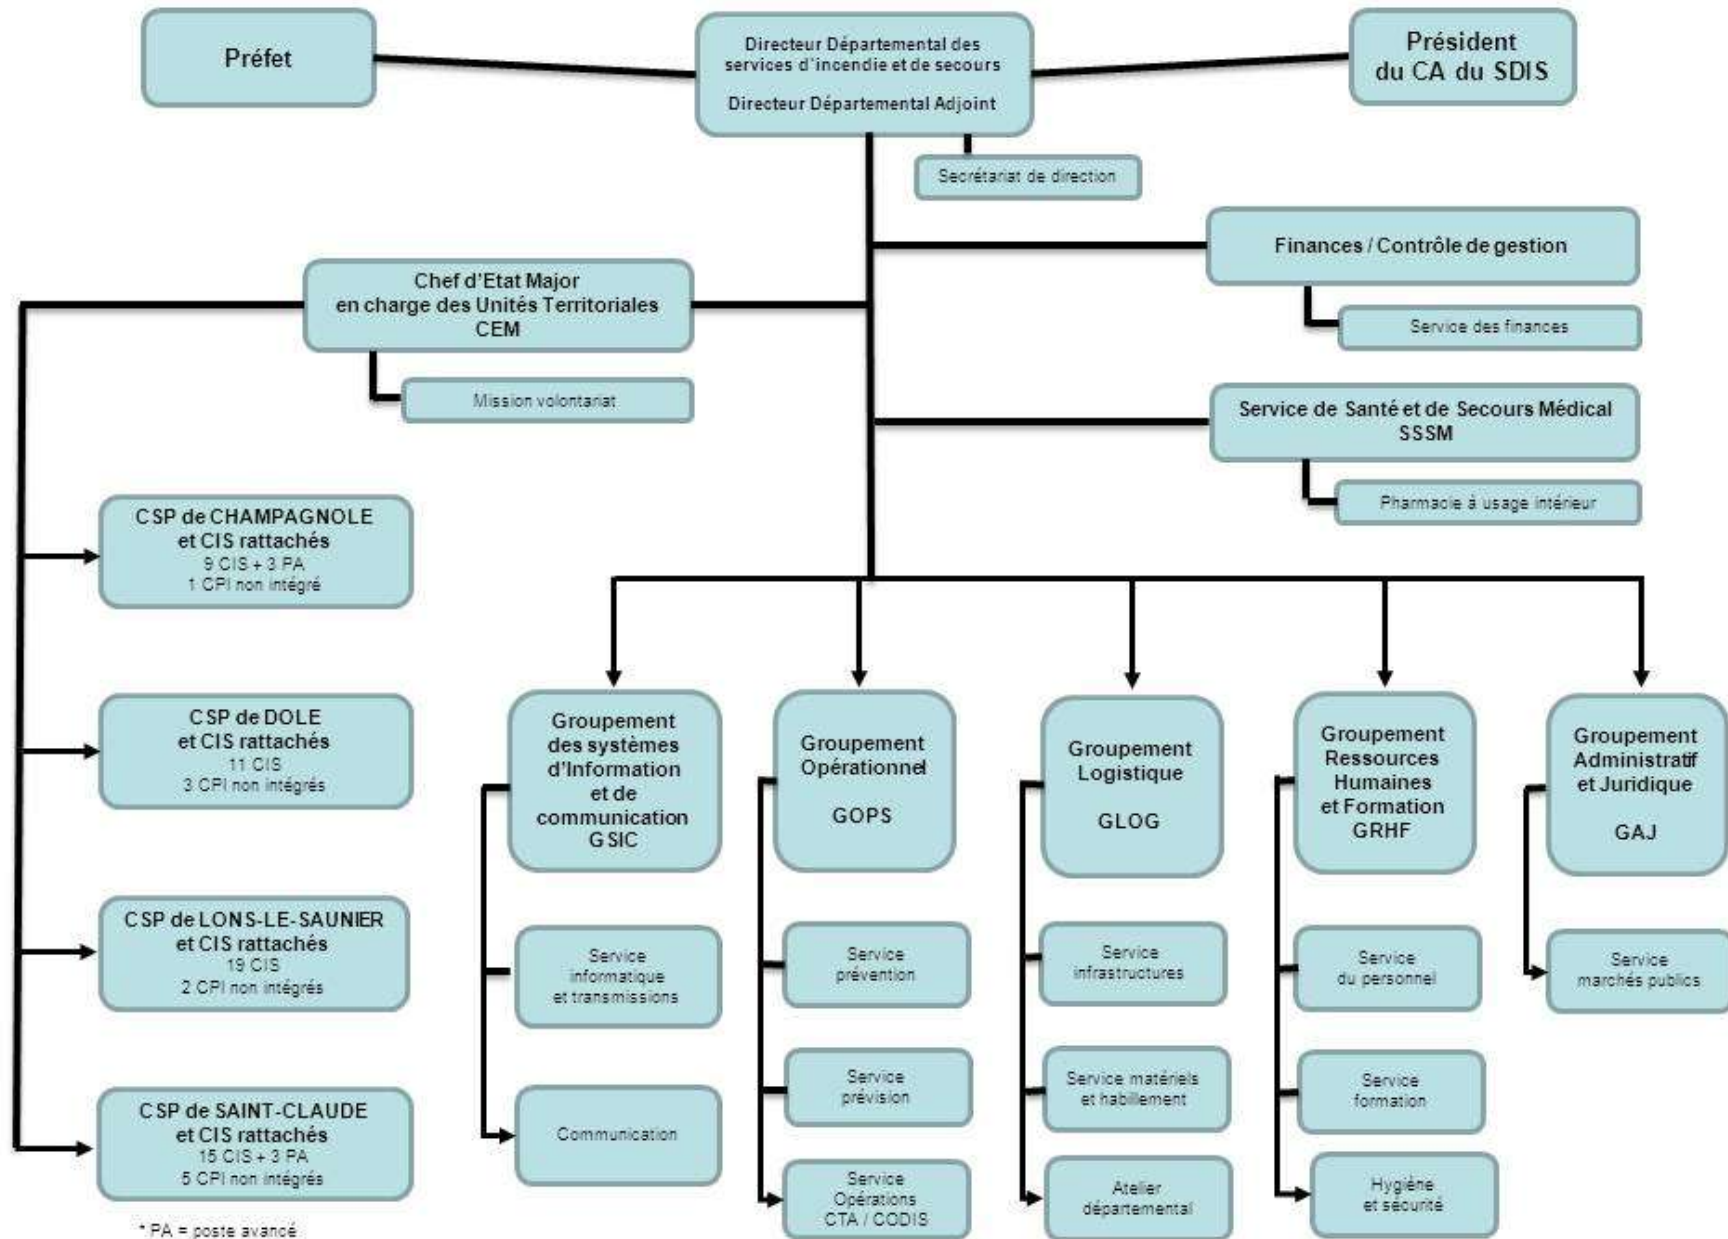 Préfet
Directeur Départemental des
services d'incendie et de secours
Directeur Départemental Adjoint
Président
du CA du SDIS
Secrétariat de direction
Finances / Contrôle de gestion
Service des finances
Chef d'Etat Major
en charge des Unités Territoriales
CEM
Mission volontariat
Service de Santé et de Secours Médical
SSSM
Pharmacie à usage intérieur
CSP de CHAMPAGNOLE
et CIS rattachés
9 CIS + 3 PA
1 CPI non intégré
CSP de DOLE
et CIS rattachés
11 CIS
3 CPI non intégrés
CSP de LONS-LE-SAUNIER
et CIS rattachés
19 CIS
2 CPI non intégrés
CSP de SAINT-CLAUDE
et CIS rattachés
15 CIS + 3 PA
5 CPI non intégrés
* PA = poste avancé
Groupement
des systèmes
d'Information
et de
communication
GSIC
Service
informatique
et transmissions
Communication
Groupement
Opérationnel
GOPS
Service
prévention
Service
prévision
Service
Opérations
CTA / CODIS
Groupement
Logistique
GLOG
Service
infrastructures
Service matériels
et habillement
Atelier
départemental
Groupement
Ressources
Humaines
et Formation
GRHF
Service
du personnel
Service
formation
Hygiène
et sécurité
Groupement
Administratif
et Juridique
GAJ
Service
marchés publics